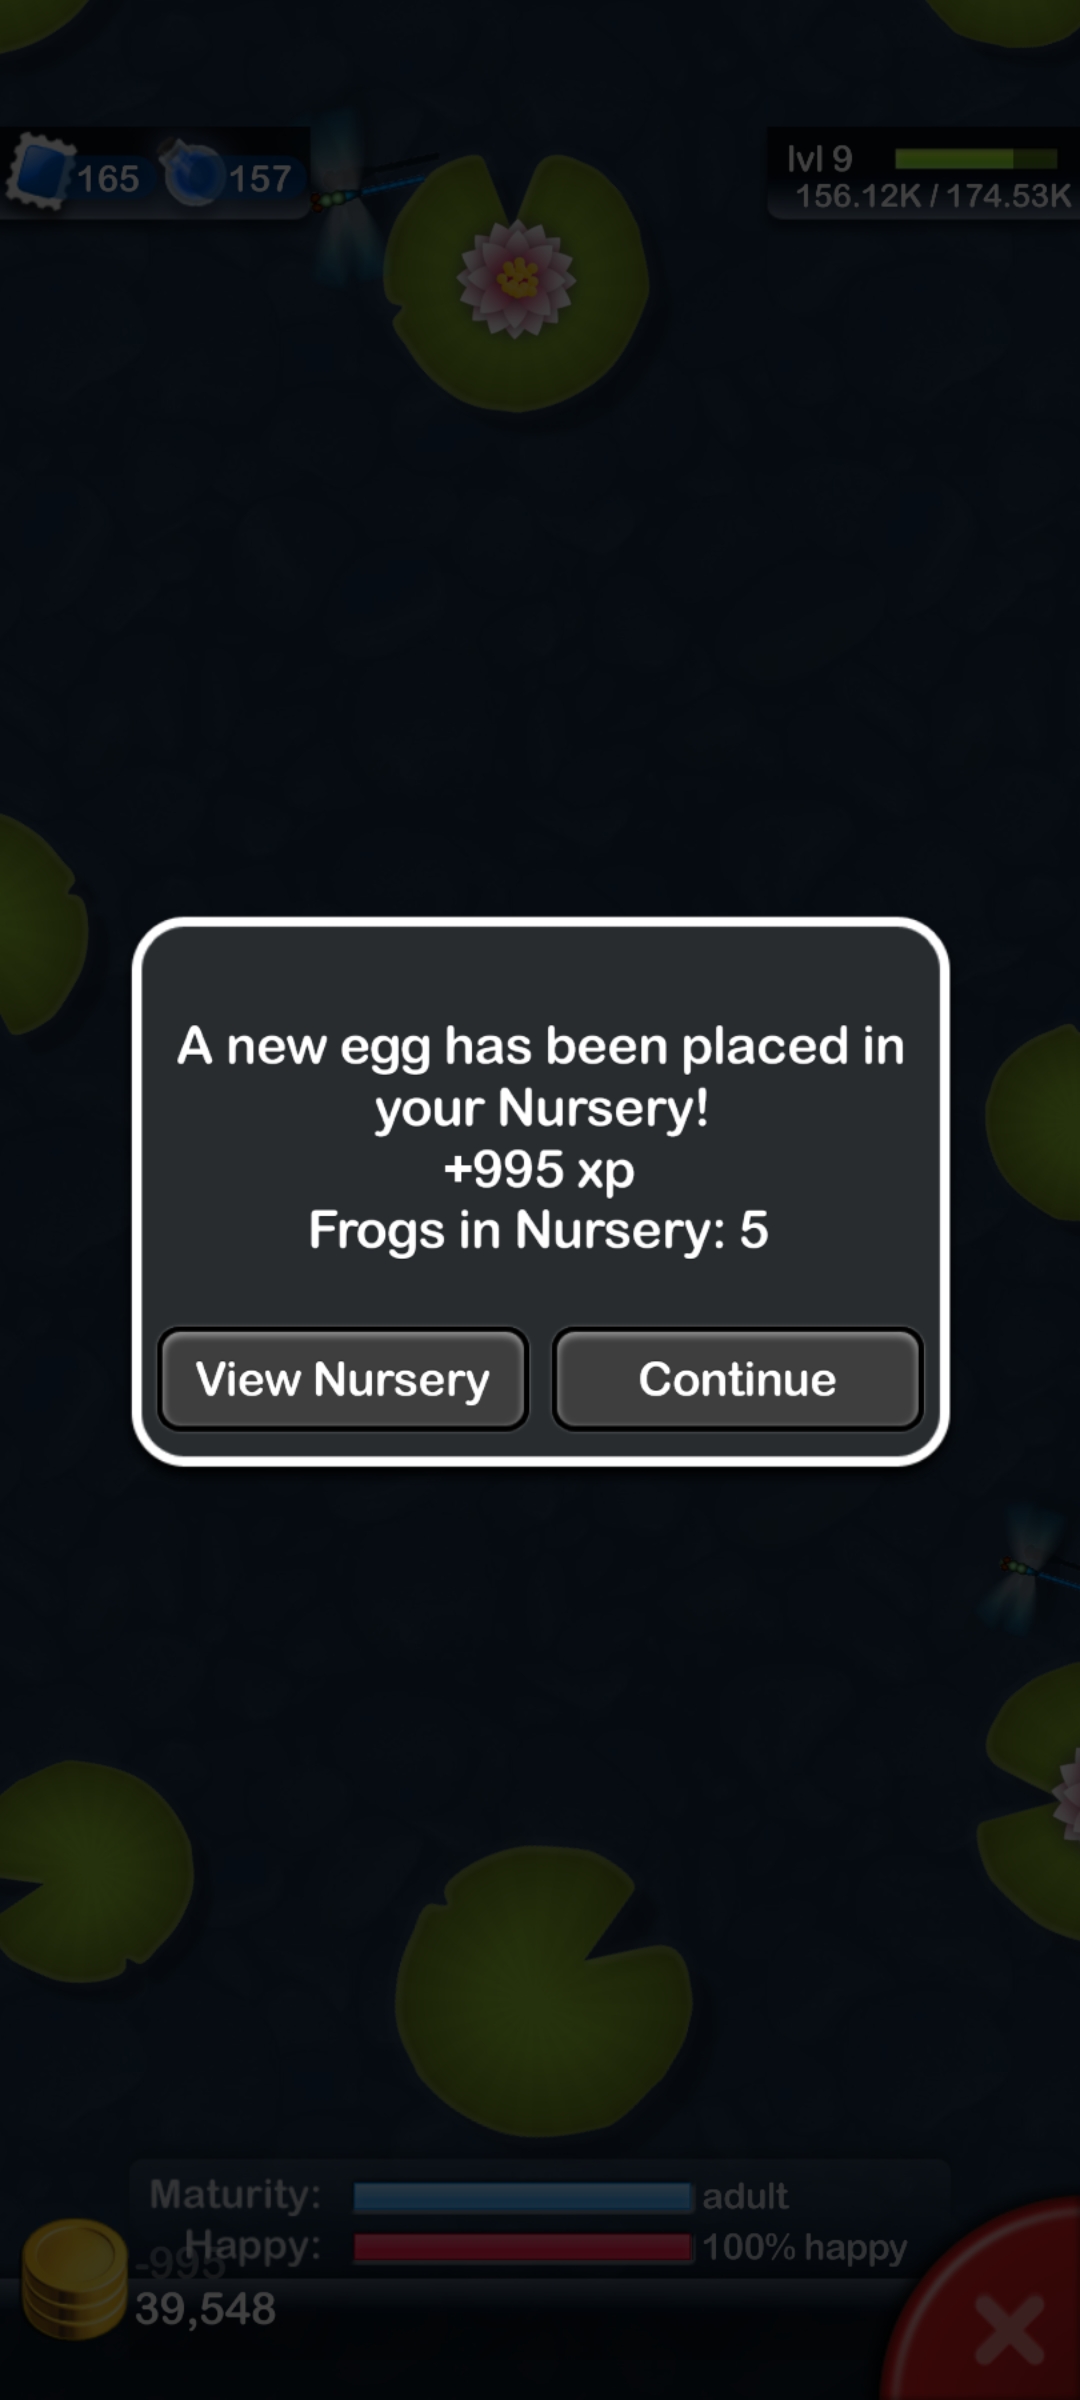 165
157
lvl 9
156.12K / 174.53K
A new egg has been placed in
your Nursery!
+995 xp
Frogs in Nursery: 5
View Nursery
Continue
Maturity:
adult
Happy:
100% happy
-995
39,548